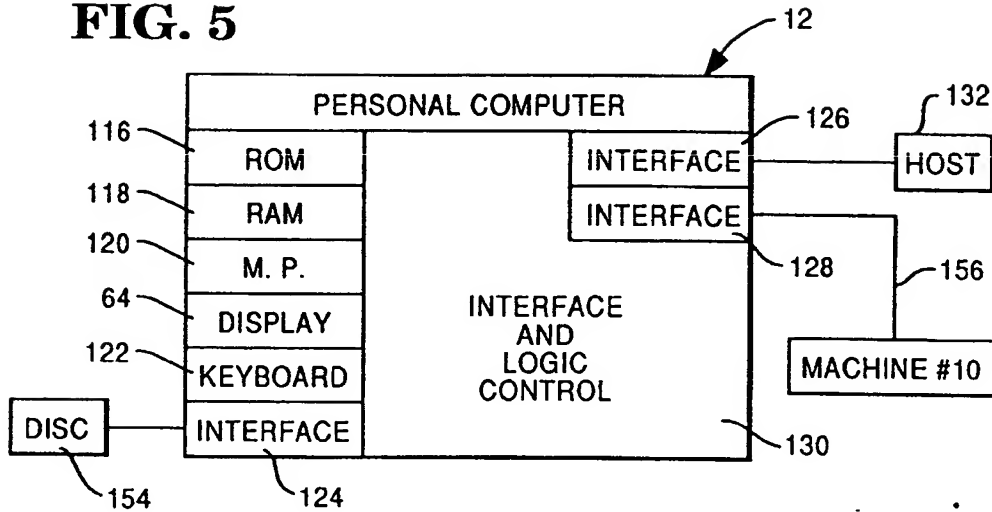 FIG. 5
12
PERSONAL COMPUTER
116
ROM
126
INTERFACE
132
HOST
118
RAM
INTERFACE
128
120
M. P.
156
64
DISPLAY
INTERFACE
AND
LOGIC
CONTROL
122
KEYBOARD
MACHINE #10
DISC
INTERFACE
130
154
124